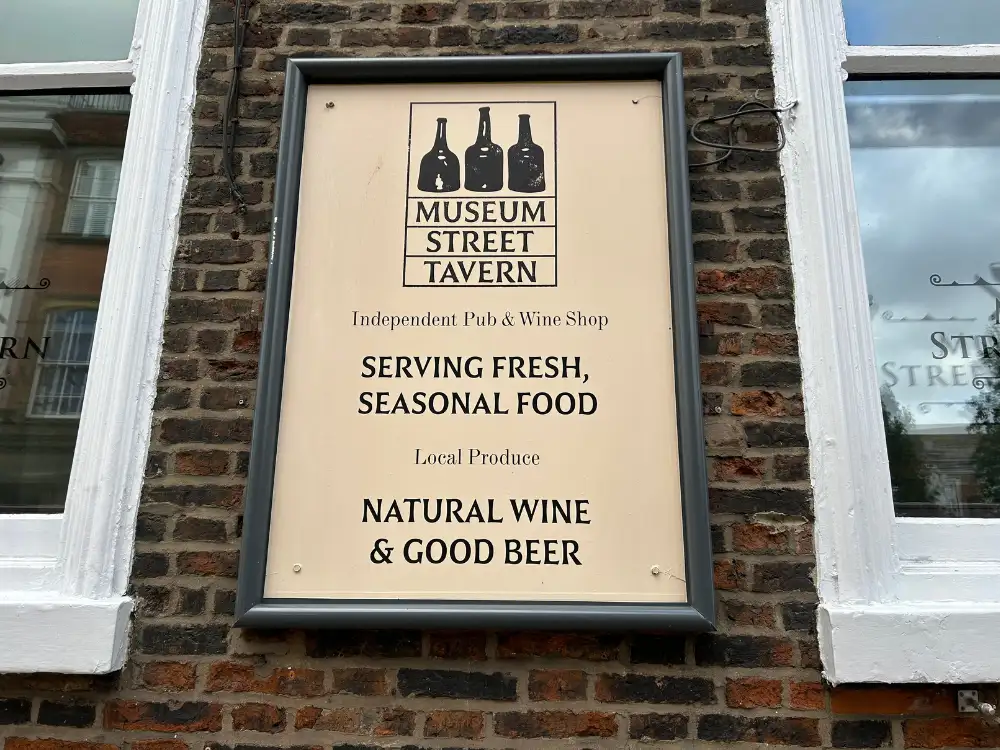 MUSEUM
STREET
TAVERN
Independent Pub & Wine Shop
SERVING FRESH,
SEASONAL FOOD
Local Produce
NATURAL WINE
& GOOD BEER